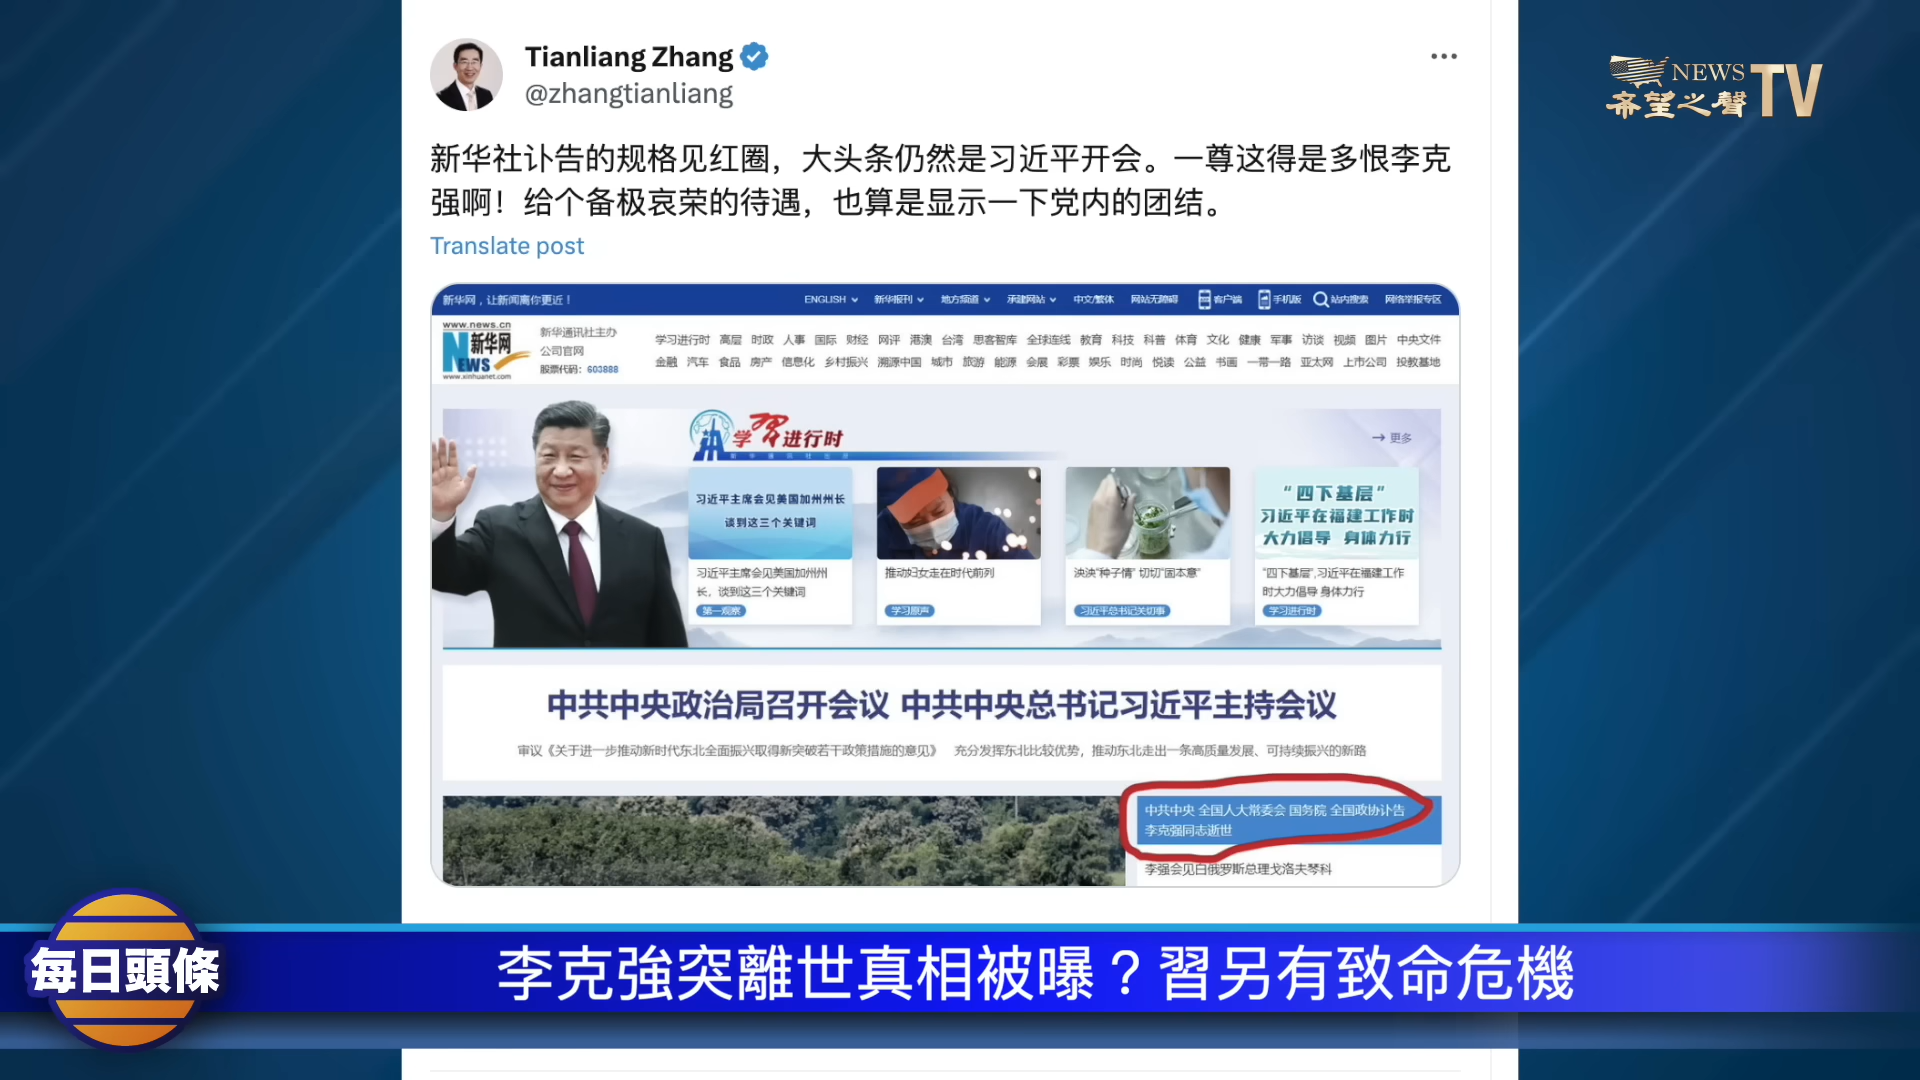 Tianliang Zhang
@zhangtianliang
NEWS
希望之聲
TV
新华社讣告的规格见红圈，大头条仍然是习近平开会。一尊这得是多恨李克
强啊！给个备极哀荣的待遇，也算是显示一下党内的团结。
Translate post
新华网，让新闻离你更近！
ENGLISH 新华报刊 地方频道 承建网站 中文/繁体 网站无障碍 客户端 手机版 站内搜索 网络举报专区
www.news.cn
新华网
NEWS
www.xinhuanet.com
新华通讯社主办
公司官网
股票代码：603888
学习进行时 高层 时政 人事 国际 财经 网评 港澳 台湾 思客智库 全球连线 教育 科技 科普 体育 文化 健康 军事 访谈 视频 图片 中央文件
金融 汽车 食品 房产 信息化 乡村振兴 溯源中国 城市 旅游 能源 会展 彩票 娱乐 时尚 悦读 公益 书画 一带一路 亚太网 上市公司 投教基地
学习进行时
→ 更多
习近平主席会见美国加州州长
谈到这三个关键词
习近平主席会见美国加州州
长，谈到这三个关键词
第一观察
推动妇女走在时代前列
学习原声
泱泱“种子情” 切切“固本意”
习近平总书记关切事
“四下基层”
习近平在福建工作时
大力倡导 身体力行
“四下基层”,习近平在福建工作
时大力倡导 身体力行
学习进行时
中共中央政治局召开会议 中共中央总书记习近平主持会议
审议《关于进一步推动新时代东北全面振兴取得新突破若干政策措施的意见》 充分发挥东北比较优势，推动东北走出一条高质量发展、可持续振兴的新路
中共中央 全国人大常委会 国务院 全国政协讣告
李克强同志逝世
李强会见白俄罗斯总理戈洛夫琴科
每日頭條
李克強突離世真相被曝？習另有致命危機